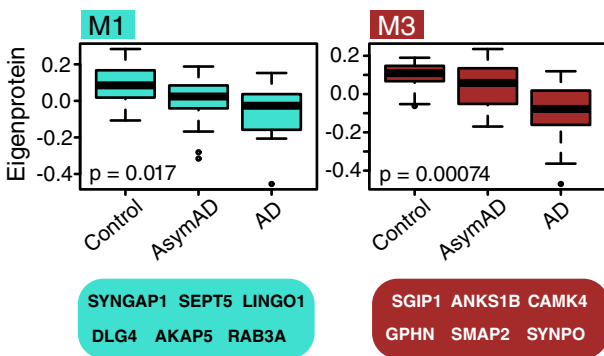 M1
M3
Eigenprotein
0.2
0.0
-0.2
-0.4
p = 0.017
Control
AsymAD
AD
0.2
0.0
-0.2
-0.4
p = 0.00074
Control
AsymAD
AD
SYNGAP1 SEPT5 LINGO1
DLG4 AKAP5 RAB3A
SGIP1 ANKS1B CAMK4
GPHN SMAP2 SYNPO